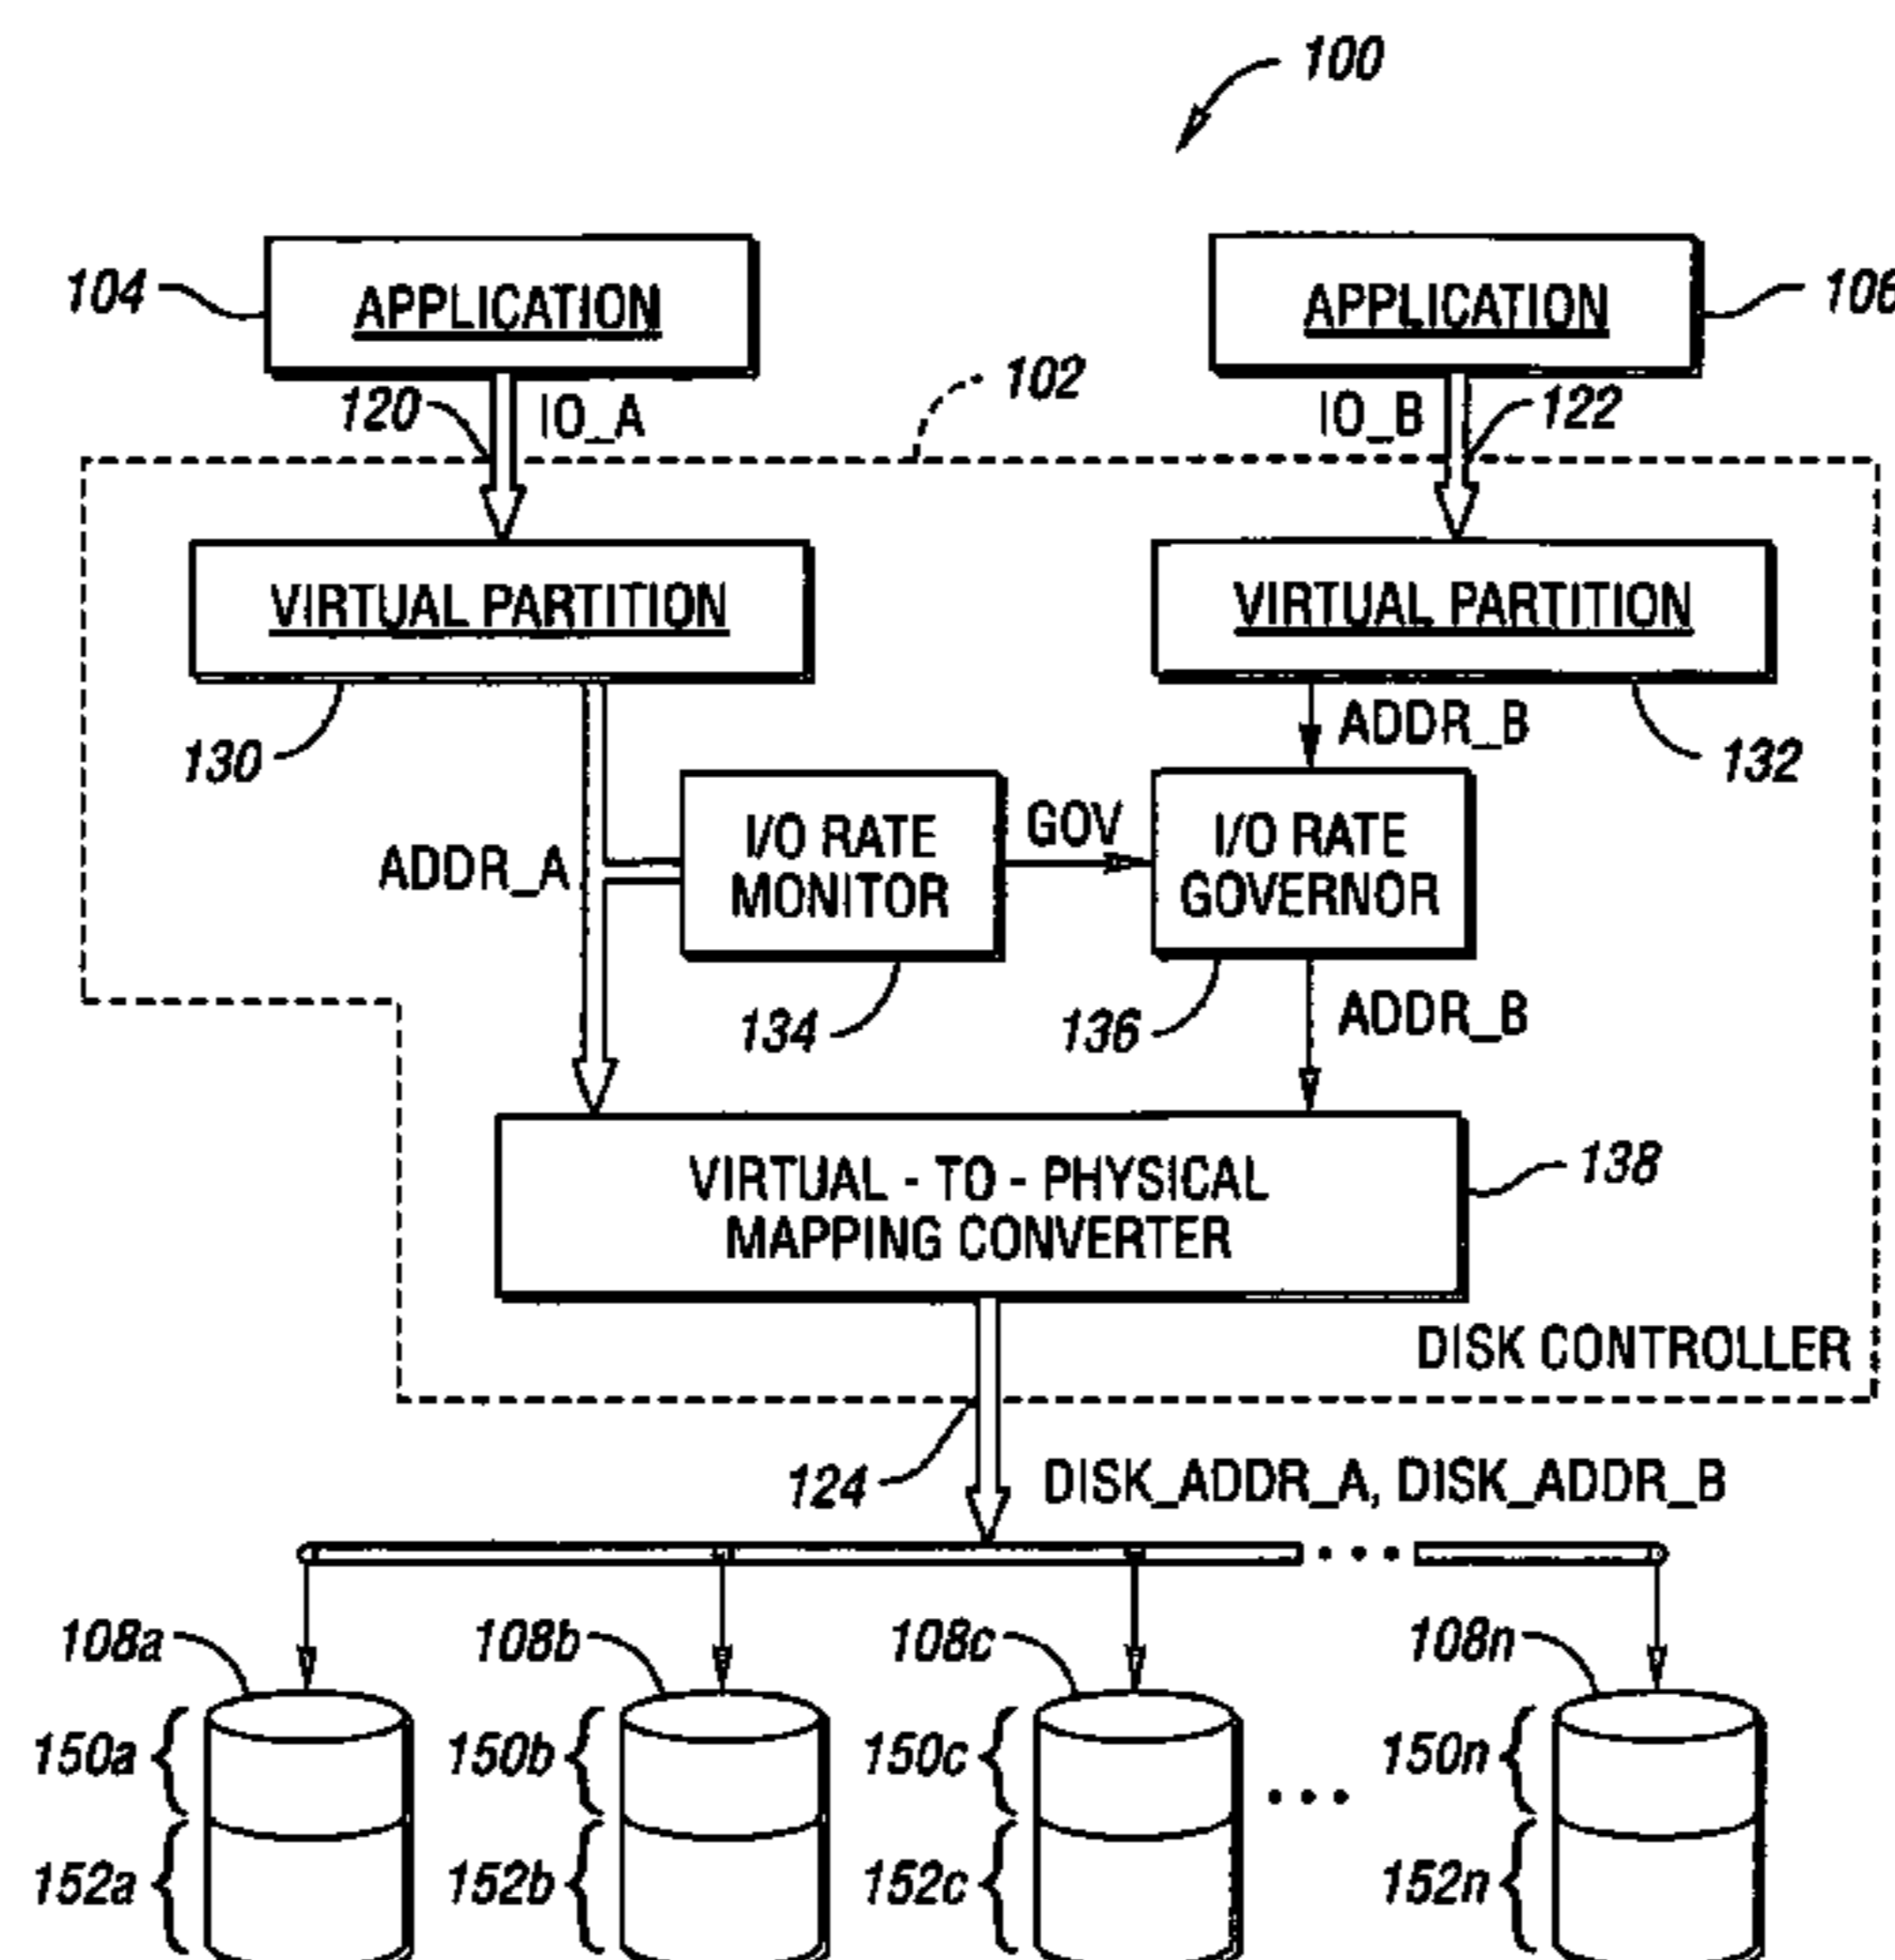 100
104
APPLICATION
APPLICATION
106
102
120
IO_A
IO_B
122
VIRTUAL PARTITION
VIRTUAL PARTITION
130
ADDR_B
132
ADDR_A
I/O RATE
MONITOR
GOV
I/O RATE
GOVERNOR
134
136
ADDR_B
VIRTUAL - TO - PHYSICAL
MAPPING CONVERTER
138
DISK CONTROLLER
124
DISK_ADDR_A, DISK_ADDR_B
108a
108b
108c
108n
150a
150b
150c
150n
152a
152b
152c
152n